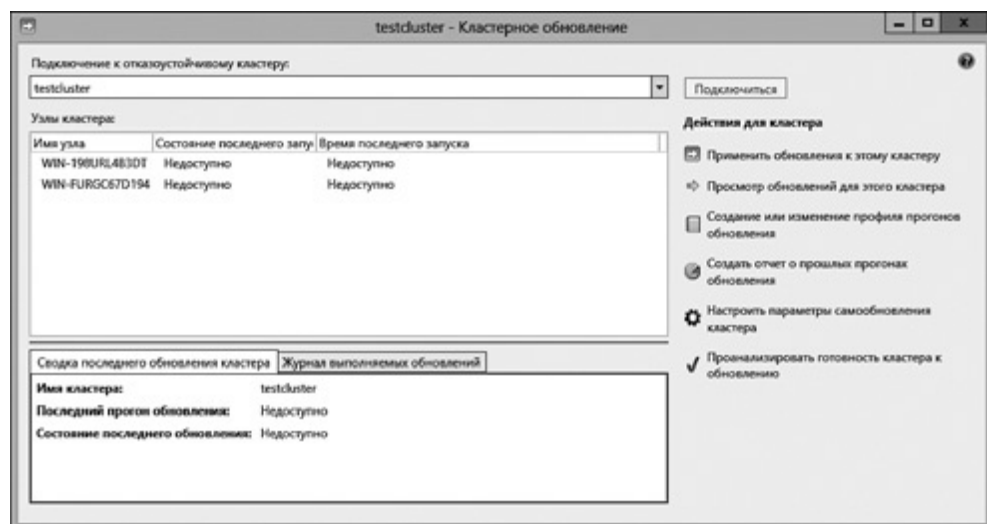 testcluster - Кластерное обновление
Подключение к отказоустойчивому кластеру:
testcluster
Подключиться
Узлы кластера:
Имя узла Состояние последнего запу Время последнего запуска
WIN-198URL4B3DT Недоступно Недоступно
WIN-FURGC67D194 Недоступно Недоступно
Сводка последнего обновления кластера Журнал выполняемых обновлений
Имя кластера: testcluster
Последний прогон обновления: Недоступно
Состояние последнего обновления: Недоступно
Действия для кластера
Применить обновления к этому кластеру
Просмотр обновлений для этого кластера
Создание или изменение профиля прогонов
обновления
Создать отчет о прошлых прогонах
обновления
Настроить параметры самообновления
кластера
Проанализировать готовность кластера к
обновлению